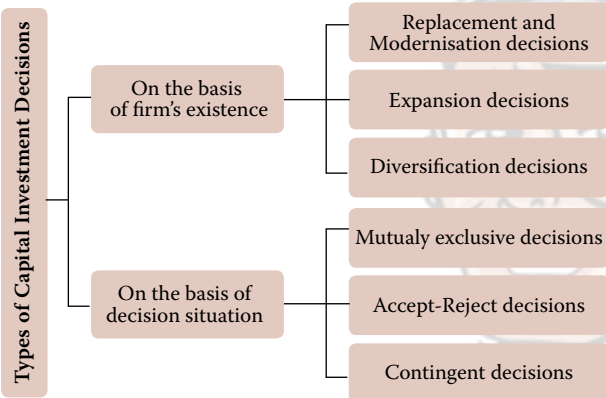 Types of Capital Investment Decisions
On the basis
of firm's existence
Replacement and
Modernisation decisions
Expansion decisions
Diversification decisions
On the basis of
decision situation
Mutualy exclusive decisions
Accept-Reject decisions
Contingent decisions